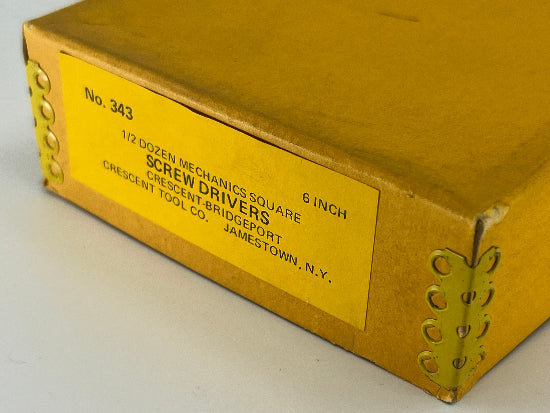 No. 343
1/2 DOZEN MECHANICS SQUARE 6 INCH
SCREW DRIVERS
CRESCENT-BRIDGEPORT
CRESCENT TOOL CO. JAMESTOWN, N.Y.